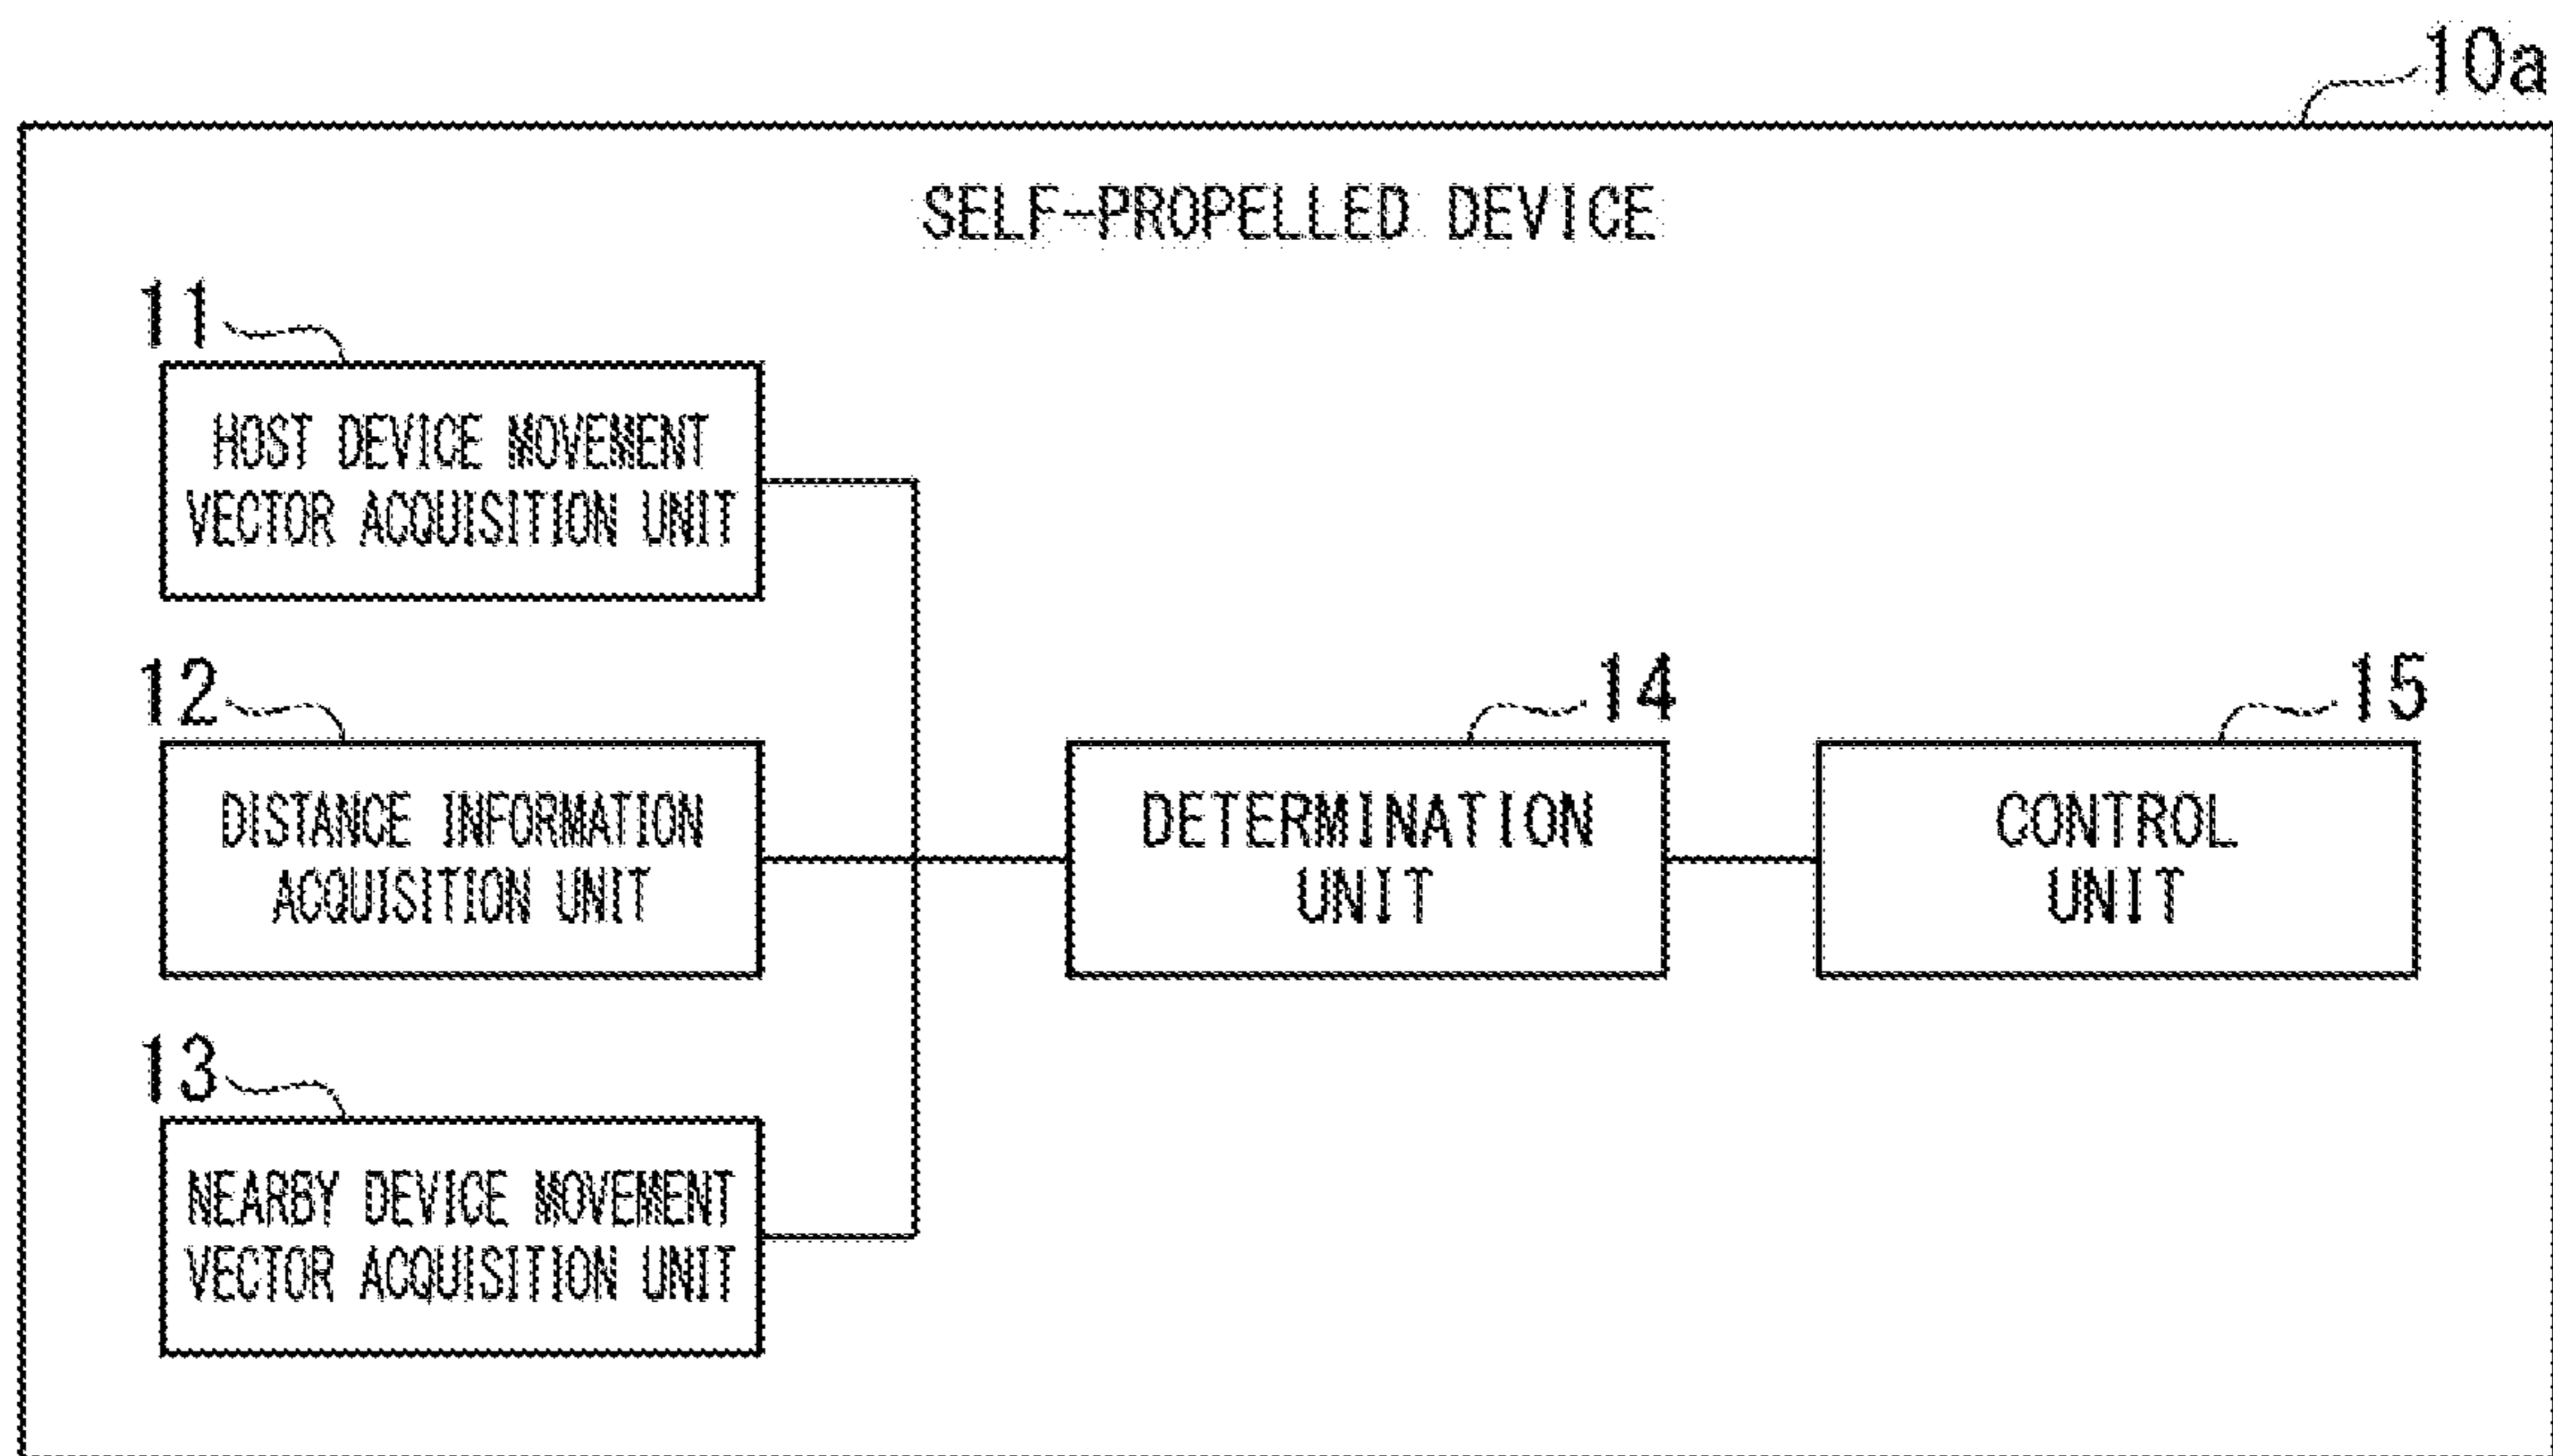 10a
SELF-PROPELLED DEVICE
11
HOST DEVICE MOVEMENT
VECTOR ACQUISITION UNIT
12
DISTANCE INFORMATION
ACQUISITION UNIT
13
NEARBY DEVICE MOVEMENT
VECTOR ACQUISITION UNIT
14
DETERMINATION
UNIT
15
CONTROL
UNIT